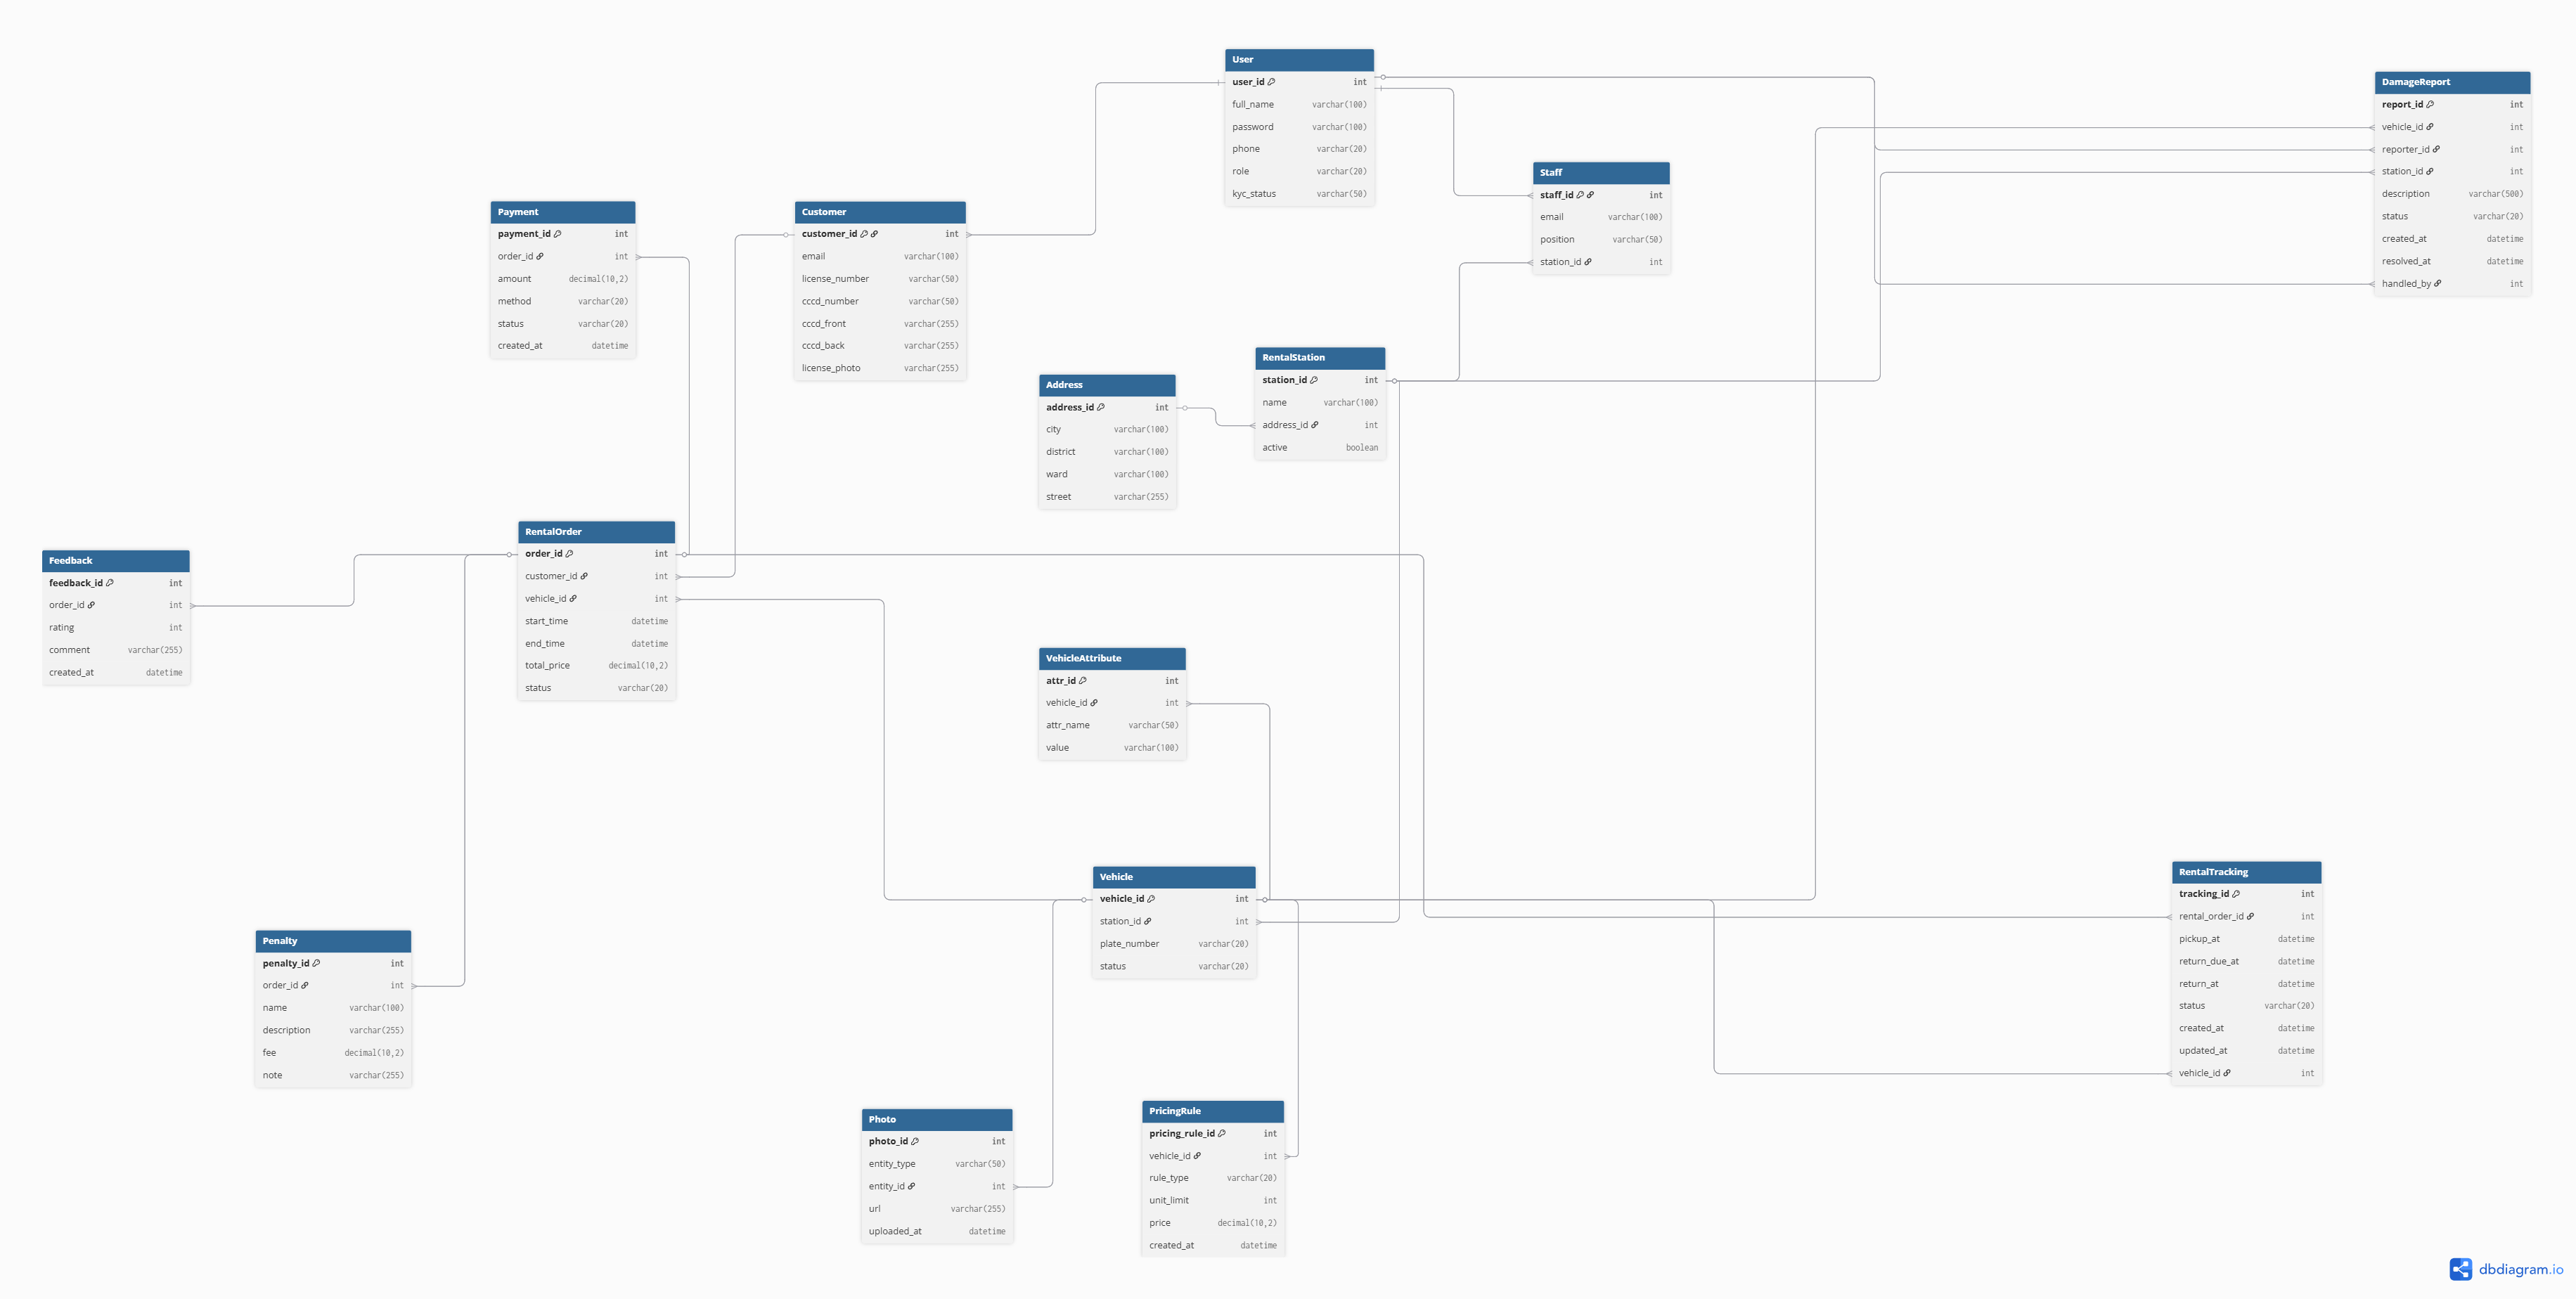 User
user_id int
full_name varchar(100)
password varchar(100)
phone varchar(20)
role varchar(20)
kyc_status varchar(50)
DamageReport
report_id int
vehicle_id int
reporter_id int
station_id int
description varchar(500)
status varchar(20)
created_at datetime
resolved_at datetime
handled_by int
Staff
staff_id int
email varchar(100)
position varchar(50)
station_id int
Payment
payment_id int
order_id int
amount decimal(10,2)
method varchar(20)
status varchar(20)
created_at datetime
Customer
customer_id int
email varchar(100)
license_number varchar(50)
cccd_number varchar(50)
cccd_front varchar(255)
cccd_back varchar(255)
license_photo varchar(255)
RentalStation
station_id int
name varchar(100)
address_id int
active boolean
Address
address_id int
city varchar(100)
district varchar(100)
ward varchar(100)
street varchar(255)
RentalOrder
order_id int
customer_id int
vehicle_id int
start_time datetime
end_time datetime
total_price decimal(10,2)
status varchar(20)
Feedback
feedback_id int
order_id int
rating int
comment varchar(255)
created_at datetime
VehicleAttribute
attr_id int
vehicle_id int
attr_name varchar(50)
value varchar(100)
Vehicle
vehicle_id int
station_id int
plate_number varchar(20)
status varchar(20)
RentalTracking
tracking_id int
rental_order_id int
pickup_at datetime
return_due_at datetime
return_at datetime
status varchar(20)
created_at datetime
updated_at datetime
vehicle_id int
Penalty
penalty_id int
order_id int
name varchar(100)
description varchar(255)
fee decimal(10,2)
note varchar(255)
Photo
photo_id int
entity_type varchar(50)
entity_id int
url varchar(255)
uploaded_at datetime
PricingRule
pricing_rule_id int
vehicle_id int
rule_type varchar(20)
unit_limit int
price decimal(10,2)
created_at datetime
dbdiagram.io